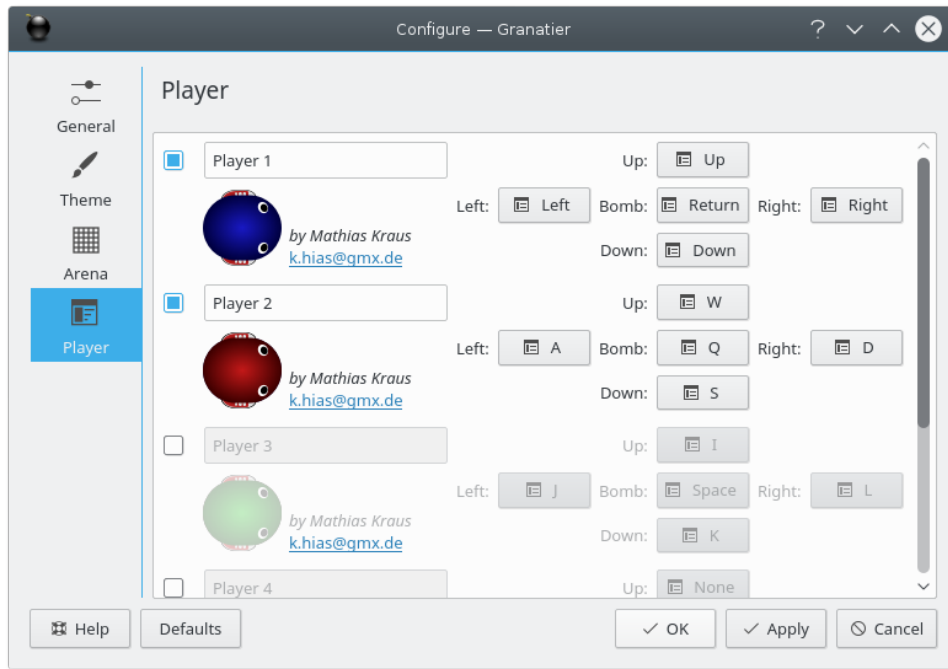 Configure — Granatier
?
General
Theme
Arena
Player
Player
Player 1
Up: Up
Left: Left Bomb: Return Right: Right
Down: Down
by Mathias Kraus
k.hias@gmx.de
Player 2
Up: W
Left: A Bomb: Q Right: D
Down: S
by Mathias Kraus
k.hias@gmx.de
Player 3
Up: I
Left: J Bomb: Space Right: L
Down: K
by Mathias Kraus
k.hias@gmx.de
Player 4
Up: None
Help Defaults OK Apply Cancel